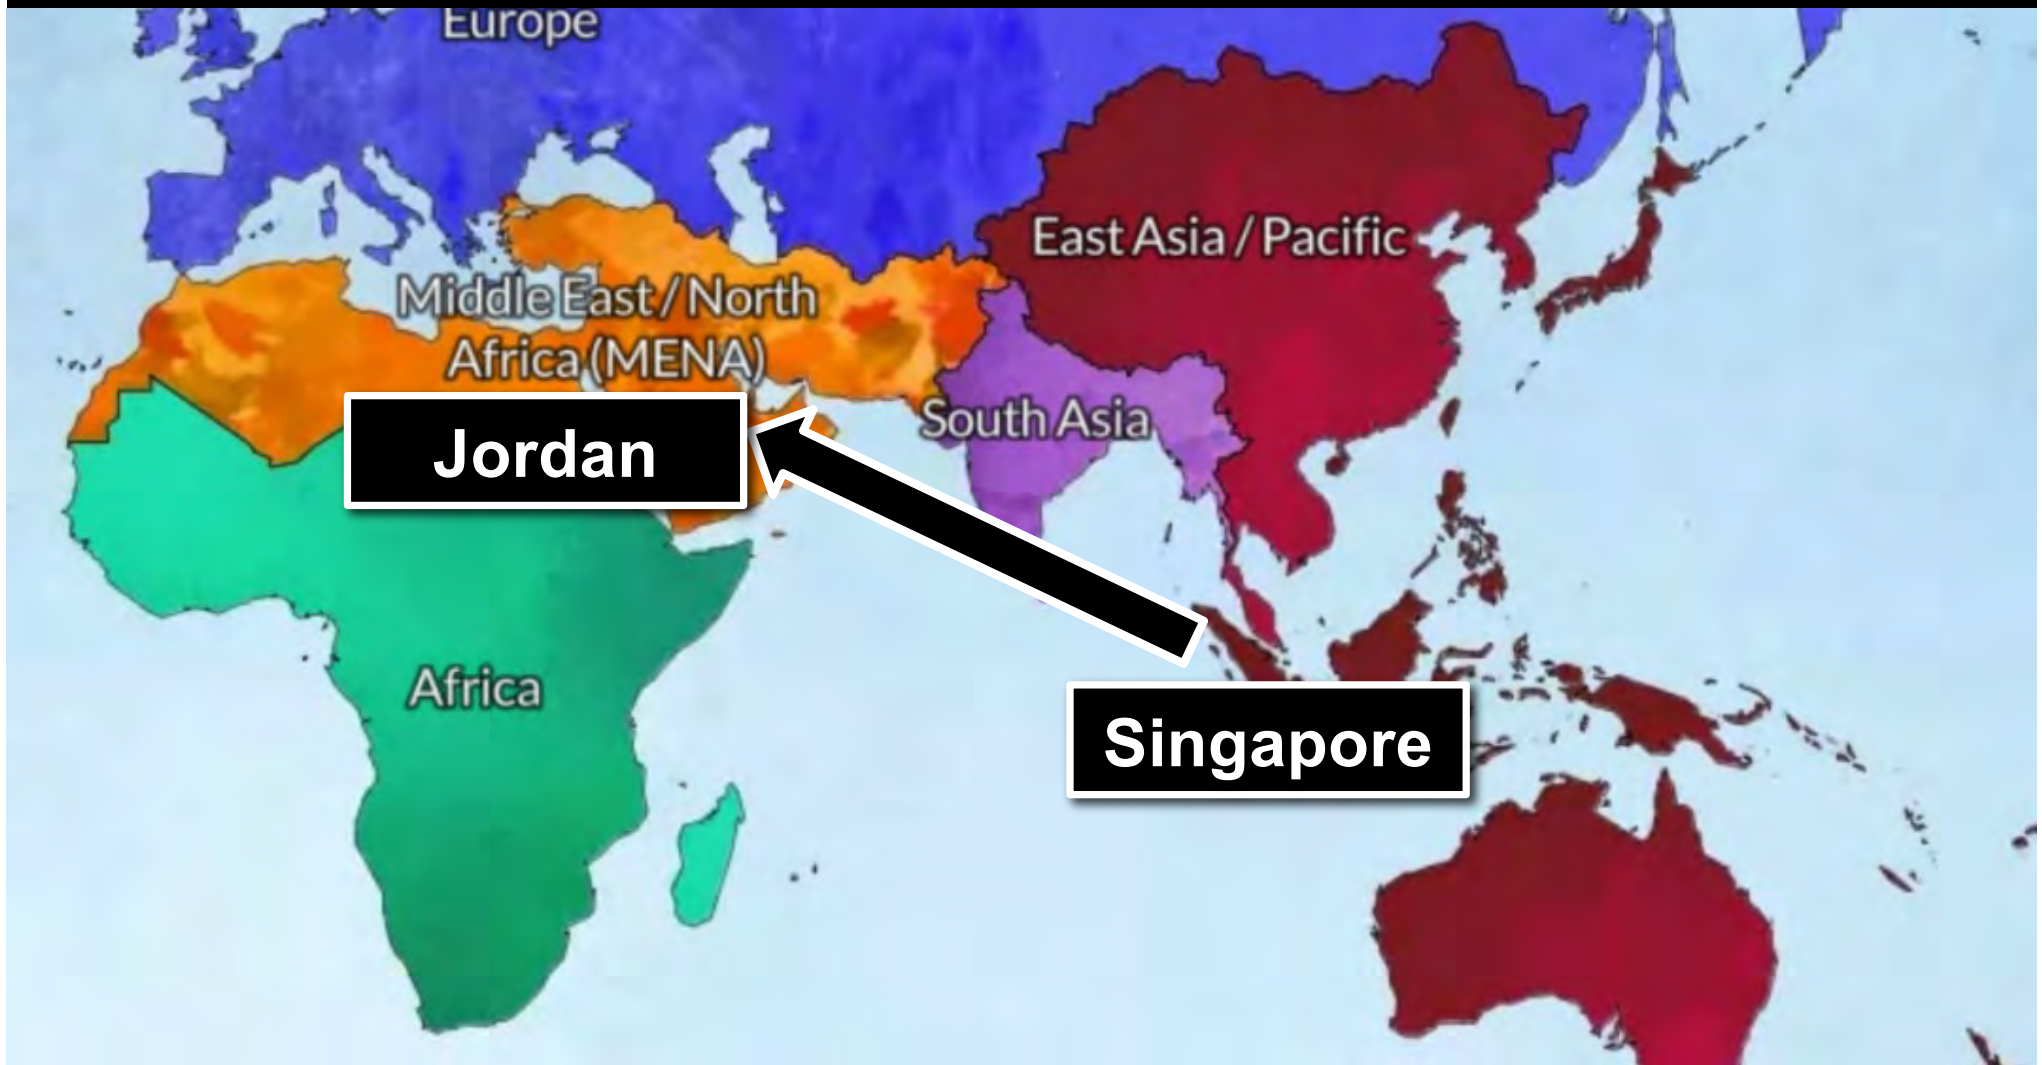 Europe
East Asia / Pacific
Middle East / North
Africa (MENA)
South Asia
Jordan
Africa
Singapore